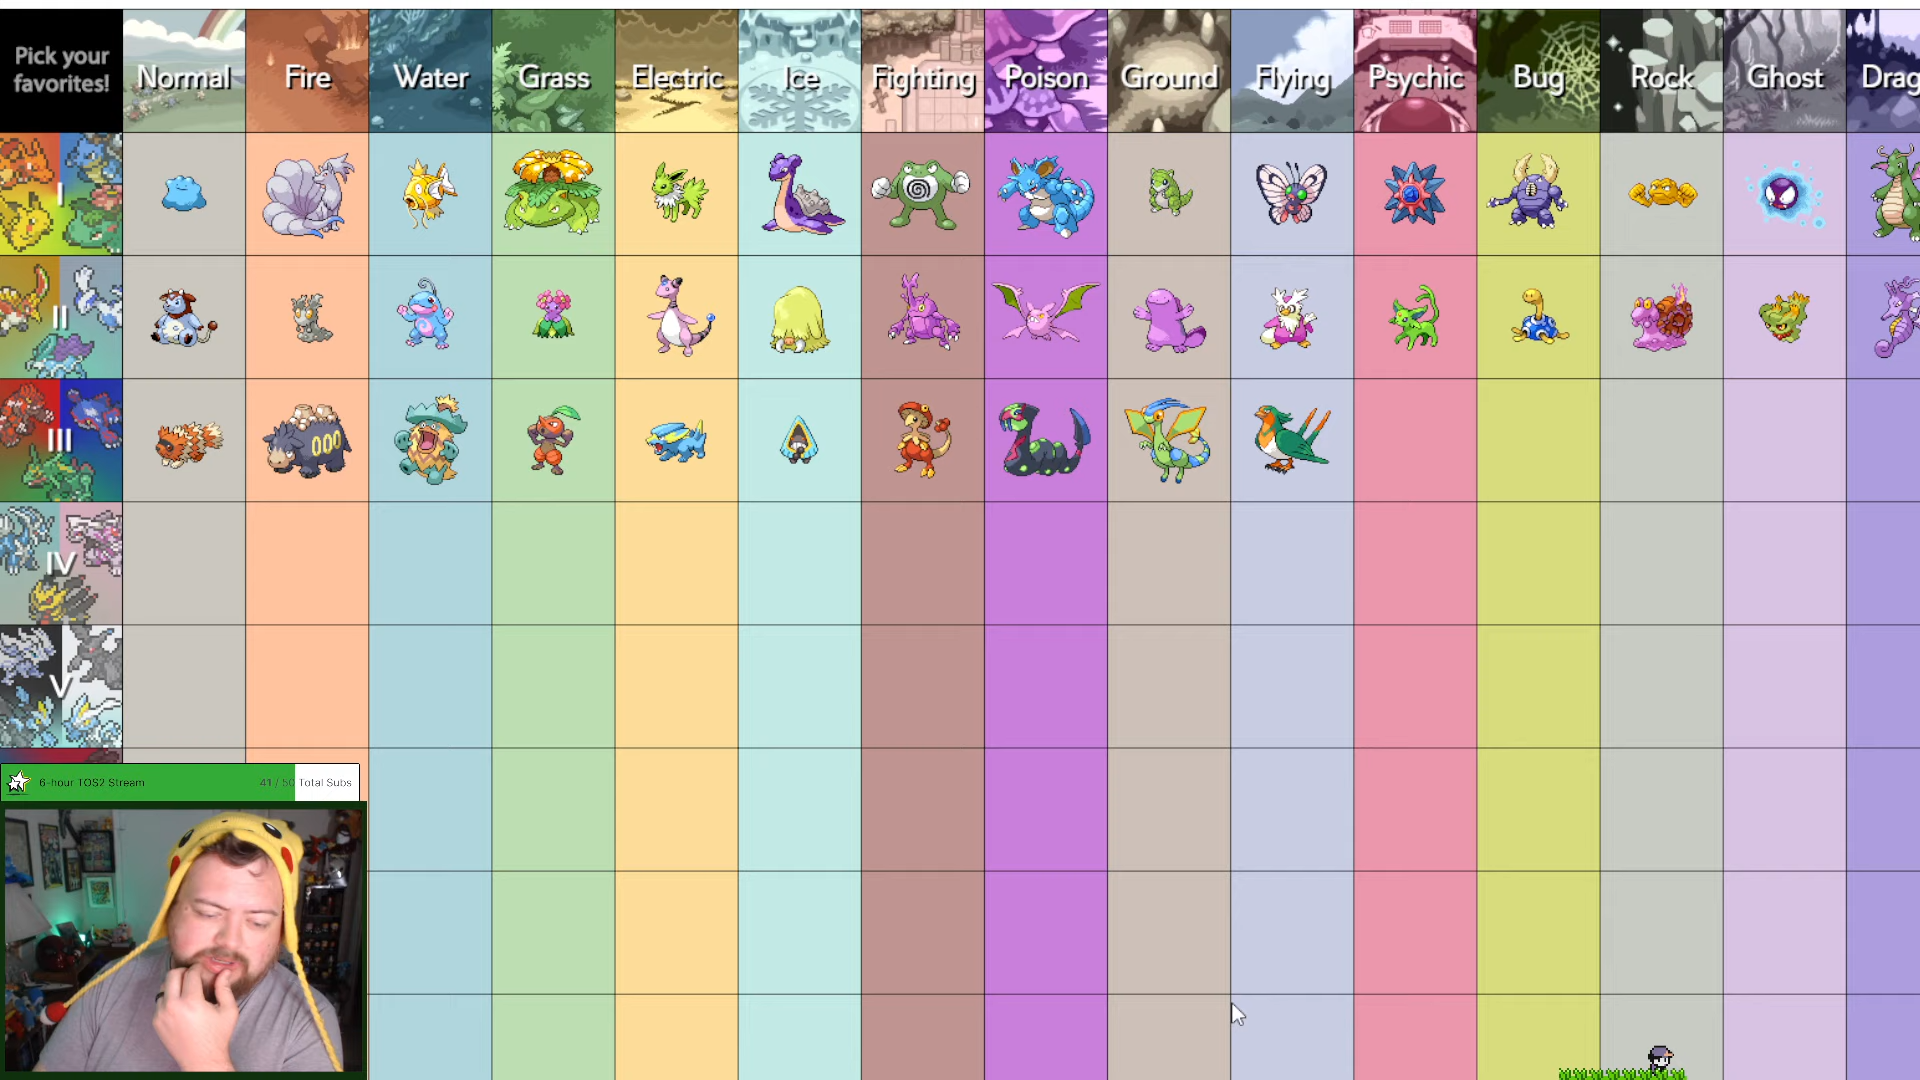 Pick your
favorites!
Normal Fire Water Grass Electric Ice Fighting Poison Ground Flying Psychic Bug Rock Ghost Drag
I
II
III
IV
V
6-hour TOS2 Stream 41 / 50 Total Subs